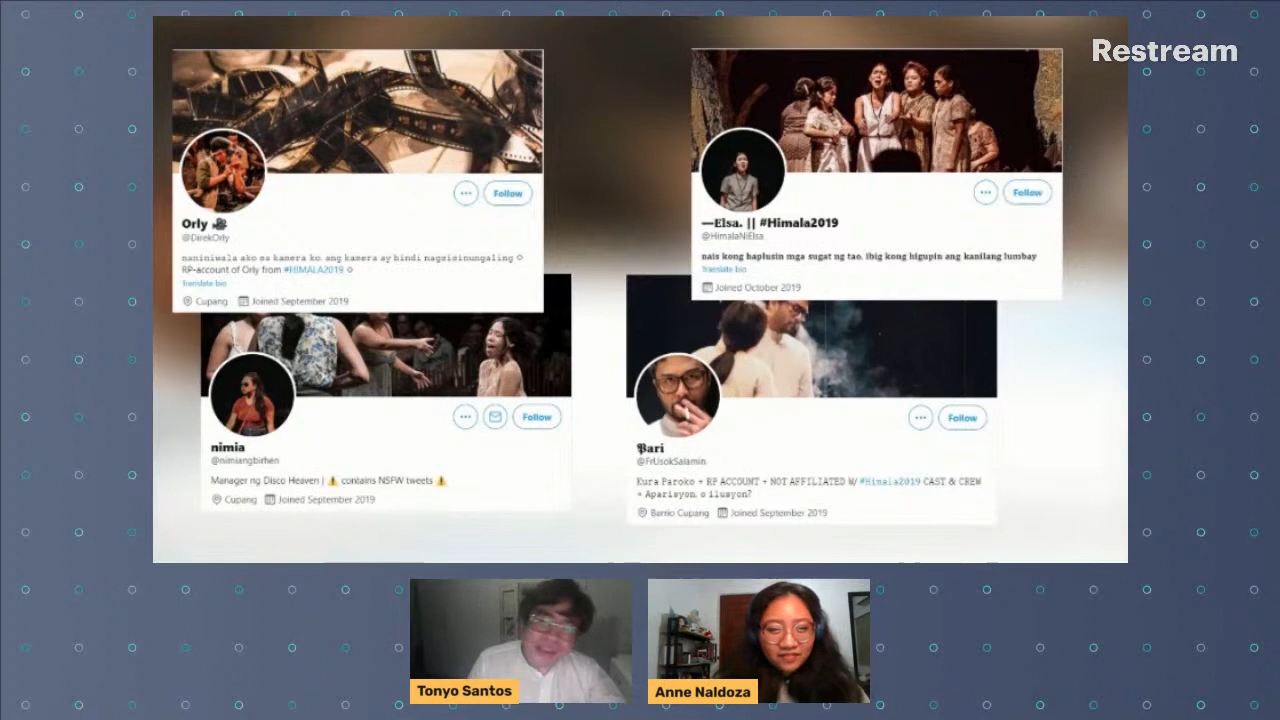 Restream
Follow
Orly
@DirekOrly
naniniwala ako sa kamera ko. ang kamera ay hindi nagsisinungaling
RP-account of Orly from #HIMALA2019
Translate bio
Cupang Joined September 2019
Follow
—Elsa. || #Himala2019
@HimalaNiElsa
nais kong haplusin mga sugat ng tao, ibig kong higupin ang kanilang lumbay
Translate bio
Joined October 2019
Follow
nimia
@nimiangbirhen
Manager ng Disco Heaven | ⚠️ contains NSFW tweets ⚠️
Cupang Joined September 2019
Follow
Pari
@FrUsokSalamin
Kura Paroko + RP ACCOUNT + NOT AFFILIATED W/ #Himala2019 CAST & CREW
+ Aparisyon, o ilusyon?
Barrio Cupang Joined September 2019
Tonyo Santos
Anne Naldoza